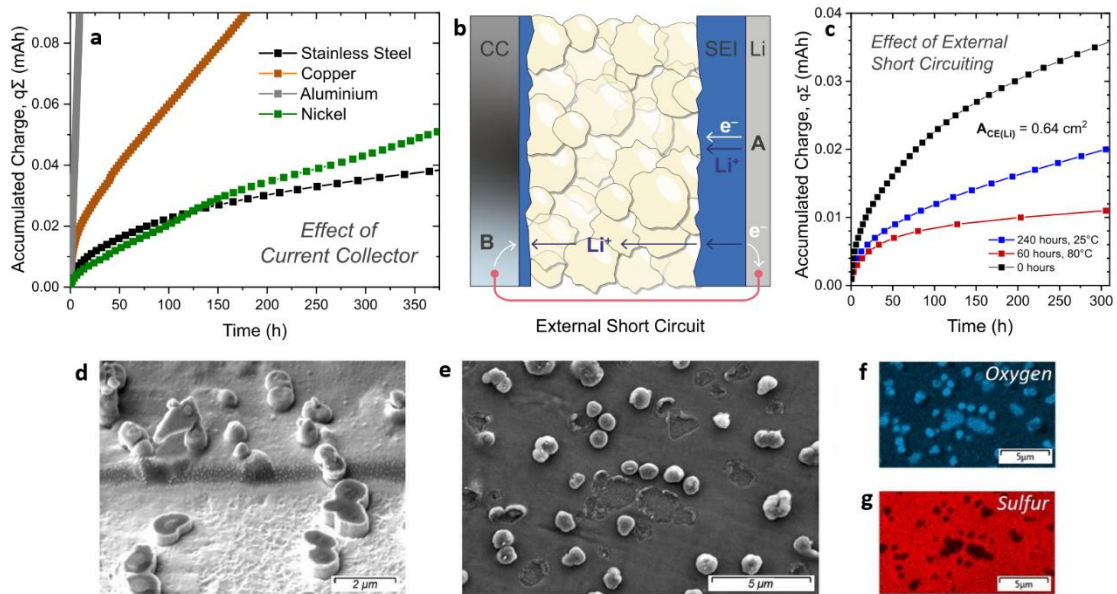 a
Accumulated Charge, qΣ (mAh)
0.08
0.06
0.04
0.02
0.00
Stainless Steel
Copper
Aluminium
Nickel
Effect of
Current Collector
0 50 100 150 200 250 300 350
Time (h)
b
CC
SEI
Li
e⁻
A
Li⁺
B
Li⁺
e⁻
External Short Circuit
c
Accumulated Charge, qΣ (mAh)
0.04
0.03
0.02
0.01
0.00
Effect of External
Short Circuiting
A_CE(Li) = 0.64 cm²
240 hours, 25°C
60 hours, 80°C
0 hours
0 50 100 150 200 250 300
Time (h)
d
2 µm
e
5 µm
f
Oxygen
5µm
g
Sulfur
5µm